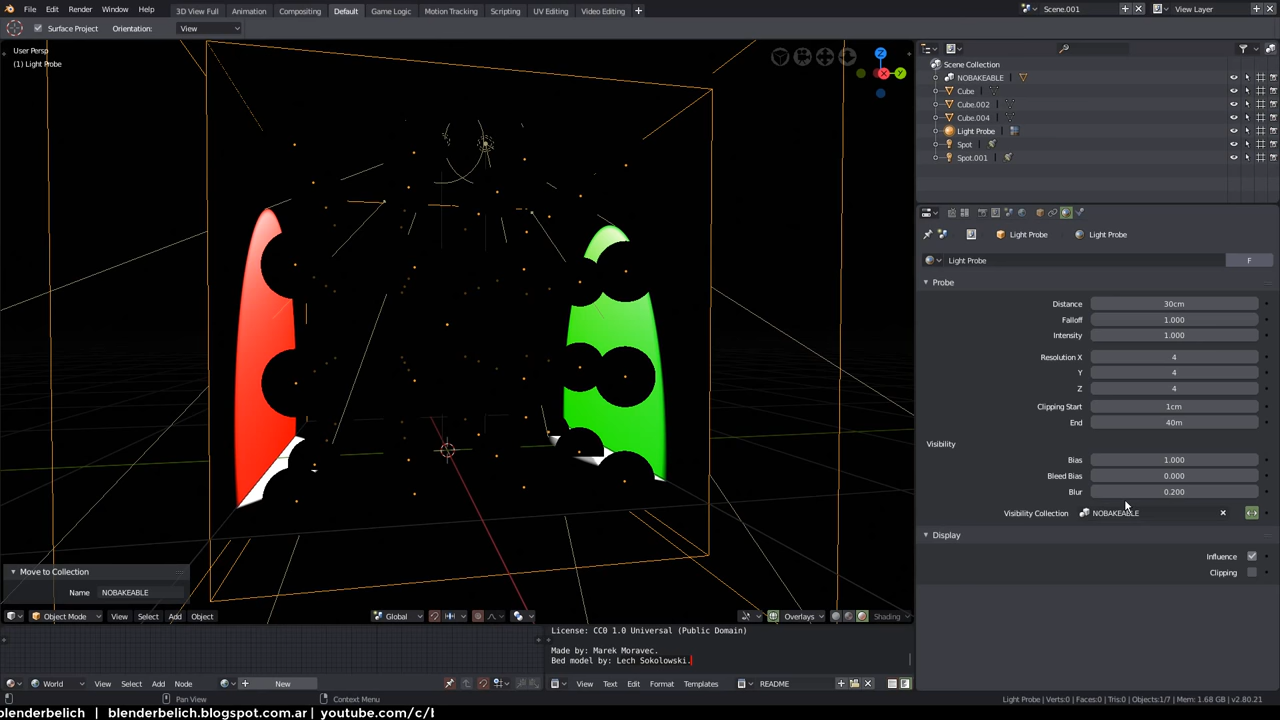 File Edit Render Window Help 3D View Full Animation Compositing Default Game Logic Motion Tracking Scripting UV Editing Video Editing Scene.001 View Layer
Surface Project Orientation: View
User Persp
(1) Light Probe
Z
X
Y
Scene Collection
NOBAKEABLE
Cube
Cube.002
Cube.004
Light Probe
Spot
Spot.001
Light Probe Light Probe
Light Probe F
Probe
Distance 30cm
Falloff 1.000
Intensity 1.000
Resolution X 4
Y 4
Z 4
Clipping Start 1cm
End 40m
Visibility
Bias 1.000
Bleed Bias 0.000
Blur 0.200
Visibility Collection NOBAKEABLE
Display
Influence
Clipping
Move to Collection
Name NOBAKEABLE
Object Mode View Select Add Object Global Overlays Shading
License: CC0 1.0 Universal (Public Domain)
Made by: Marek Moravec.
Bed model by: Lech Sokolowski.
World View Select Add Node New View Text Edit Format Templates README
Pan View Context Menu Light Probe | Verts:0 | Faces:0 | Tris:0 | Objects:1/7 | Mem: 1.68 GB | v2.80.21
blenderbelich | blenderbelich.blogspot.com.ar | youtube.com/c/b